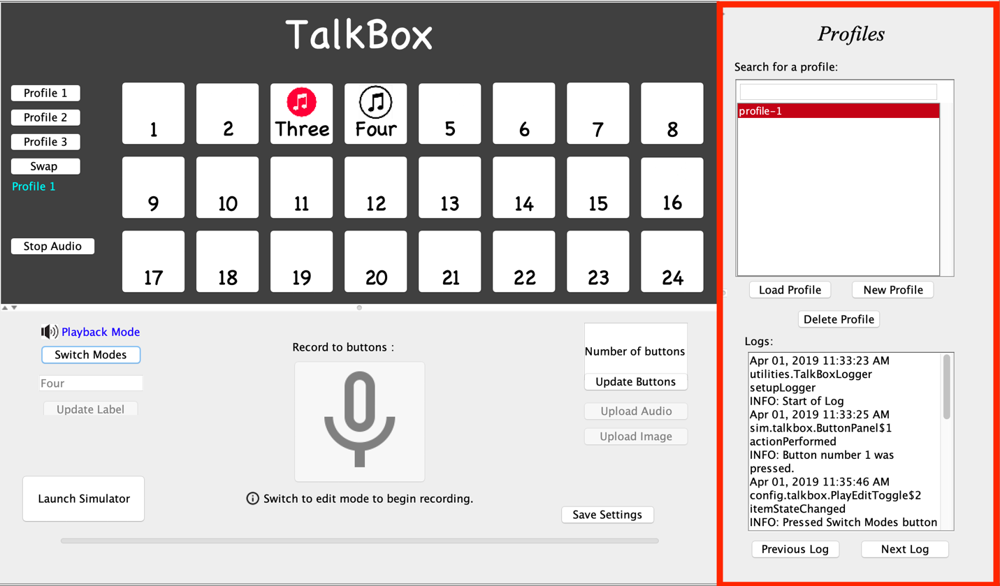 TalkBox
Profile 1
Profile 2
Profile 3
Swap
Profile 1
Stop Audio
1
2
Three
Four
5
6
7
8
9
10
11
12
13
14
15
16
17
18
19
20
21
22
23
24
Playback Mode
Switch Modes
Four
Update Label
Launch Simulator
Record to buttons :
Switch to edit mode to begin recording.
Number of buttons
Update Buttons
Upload Audio
Upload Image
Save Settings
Profiles
Search for a profile:
profile-1
Load Profile
New Profile
Delete Profile
Logs:
Apr 01, 2019 11:33:23 AM
utilities.TalkBoxLogger
setupLogger
INFO: Start of Log
Apr 01, 2019 11:33:25 AM
sim.talkbox.ButtonPanel$1
actionPerformed
INFO: Button number 1 was
pressed.
Apr 01, 2019 11:35:46 AM
config.talkbox.PlayEditToggle$2
itemStateChanged
INFO: Pressed Switch Modes button
Previous Log
Next Log